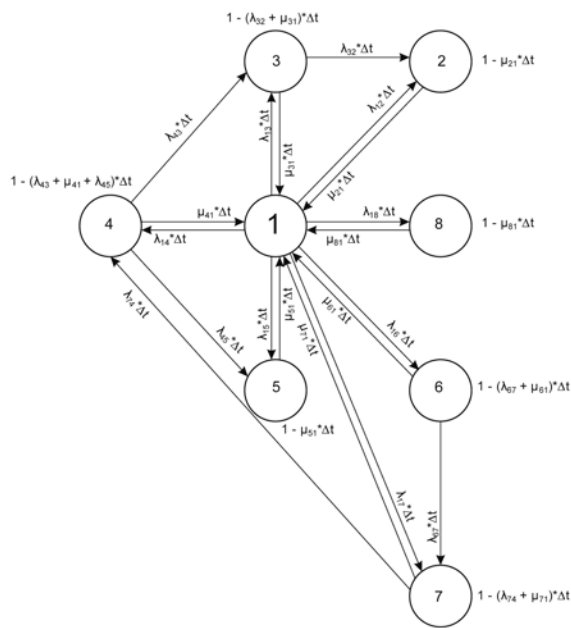 1 - (λ₃₂ + μ₃₁)*Δt
3
λ₃₂*Δt
2
1 - μ₂₁*Δt
λ₄₃*Δt
λ₁₃*Δt
μ₃₁*Δt
λ₁₂*Δt
μ₂₁*Δt
1 - (λ₄₃ + μ₄₁ + λ₄₅)*Δt
4
μ₄₁*Δt
λ₁₄*Δt
1
λ₁₈*Δt
μ₈₁*Δt
8
1 - μ₈₁*Δt
λ₇₄*Δt
λ₄₅*Δt
λ₁₅*Δt
μ₅₁*Δt
μ₇₁*Δt
μ₆₁*Δt
λ₁₆*Δt
5
1 - μ₅₁*Δt
6
1 - (λ₆₇ + μ₆₁)*Δt
λ₁₇*Δt
λ₆₇*Δt
7
1 - (λ₇₄ + μ₇₁)*Δt